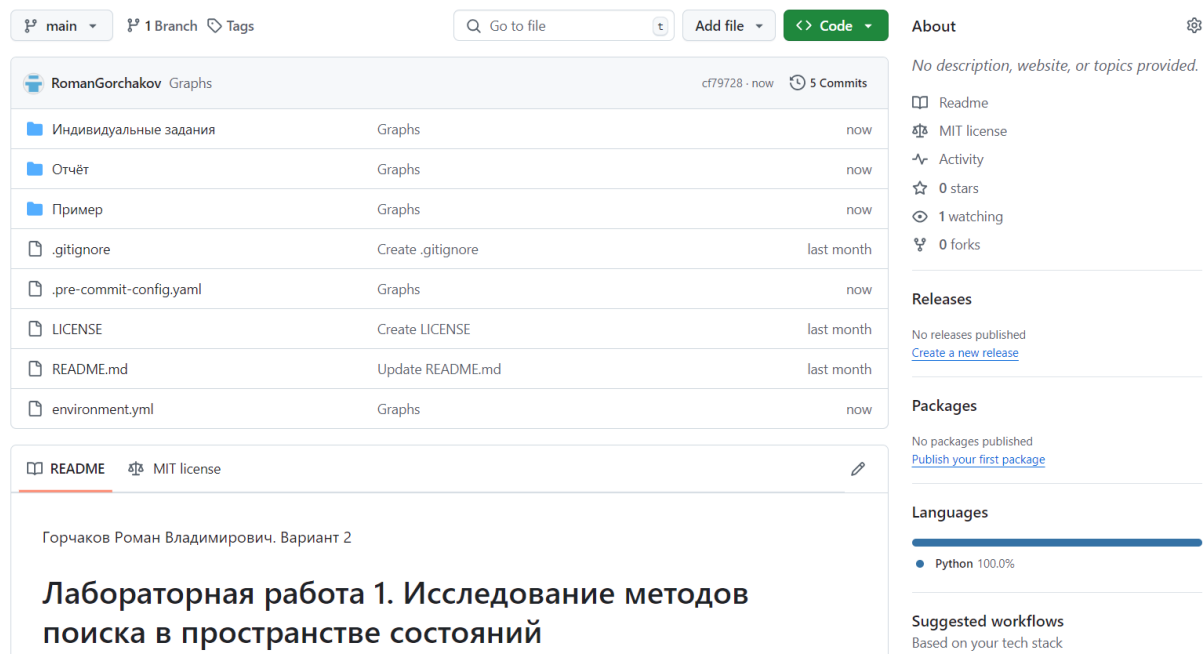 main
1 Branch
Tags
Go to file
t
Add file
Code
RomanGorchakov Graphs
cf79728 · now
5 Commits
Индивидуальные задания Graphs now
Отчёт Graphs now
Пример Graphs now
.gitignore Create .gitignore last month
.pre-commit-config.yaml Graphs now
LICENSE Create LICENSE last month
README.md Update README.md last month
environment.yml Graphs now
README
MIT license
Горчаков Роман Владимирович. Вариант 2
Лабораторная работа 1. Исследование методов
поиска в пространстве состояний
About
No description, website, or topics provided.
Readme
MIT license
Activity
0 stars
1 watching
0 forks
Releases
No releases published
Create a new release
Packages
No packages published
Publish your first package
Languages
Python 100.0%
Suggested workflows
Based on your tech stack